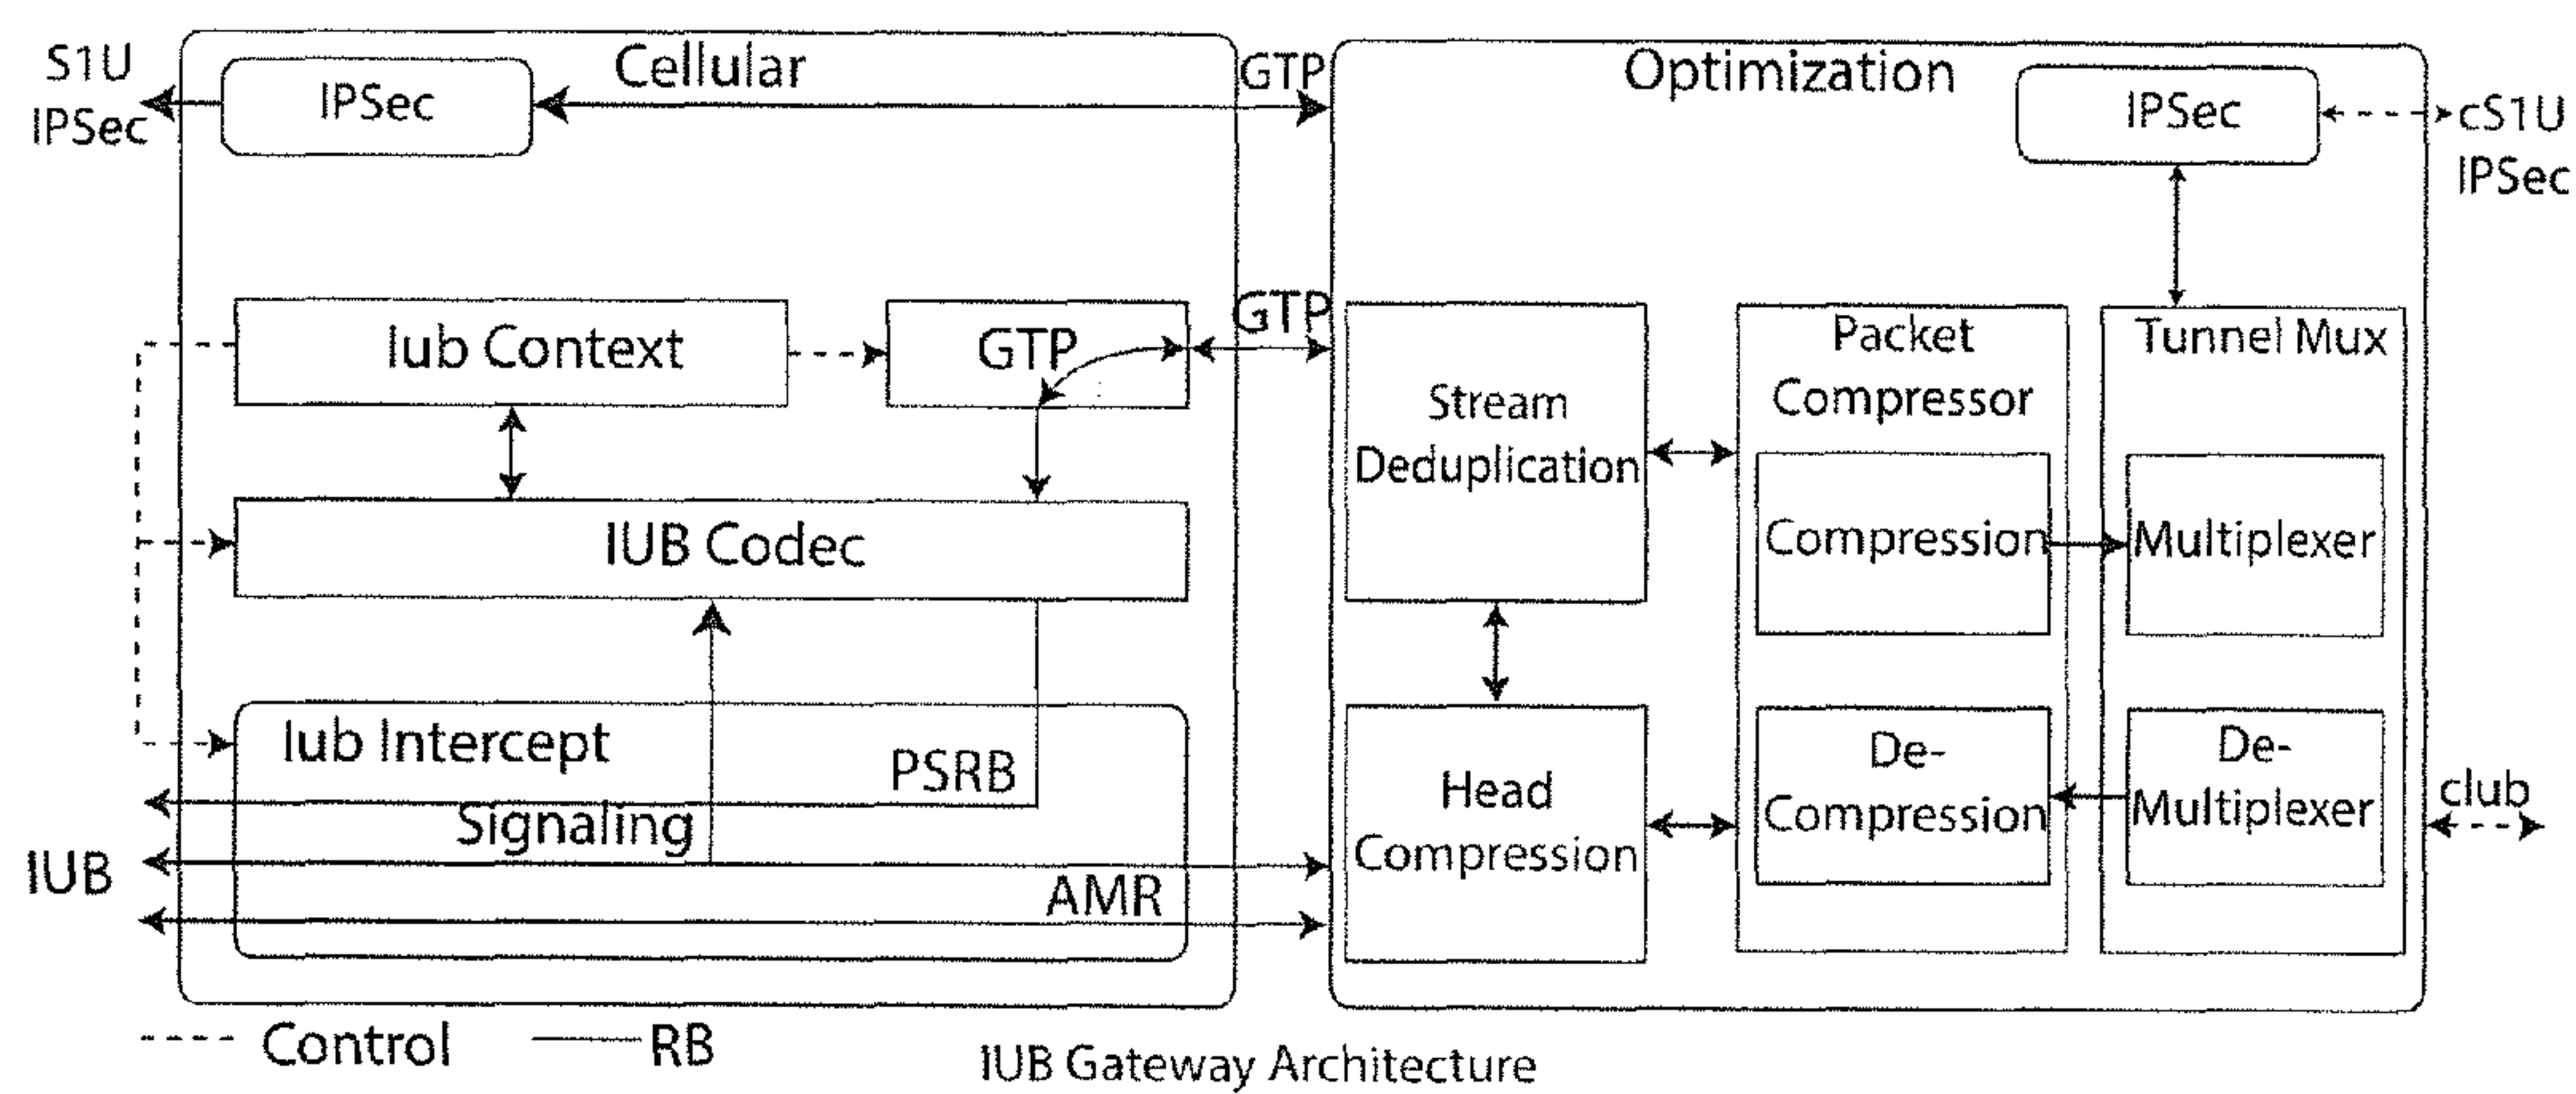 S1U
IPSec
Cellular
IPSec
GTP
Optimization
IPSec
cS1U
IPSec
Iub Context
GTP
GTP
Stream
Deduplication
Packet
Compressor
Tunnel Mux
IUB Codec
Compression
Multiplexer
Iub Intercept
PSRB
Signaling
IUB
AMR
Head
Compression
De-
Compression
De-
Multiplexer
club
Control
RB
IUB Gateway Architecture